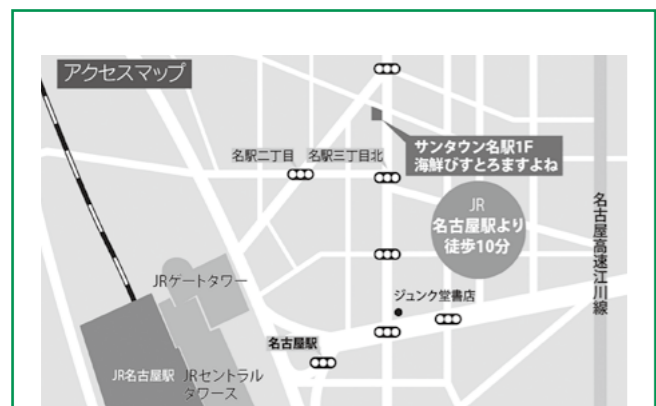 アクセスマップ
サンタウン名駅1F
海鮮びすとろますよね
名駅二丁目
名駅三丁目北
JR
名古屋駅より
徒歩10分
名古屋高速江川線
JRゲートタワー
ジュンク堂書店
名古屋駅
JR名古屋駅
JRセントラル
タワーズ